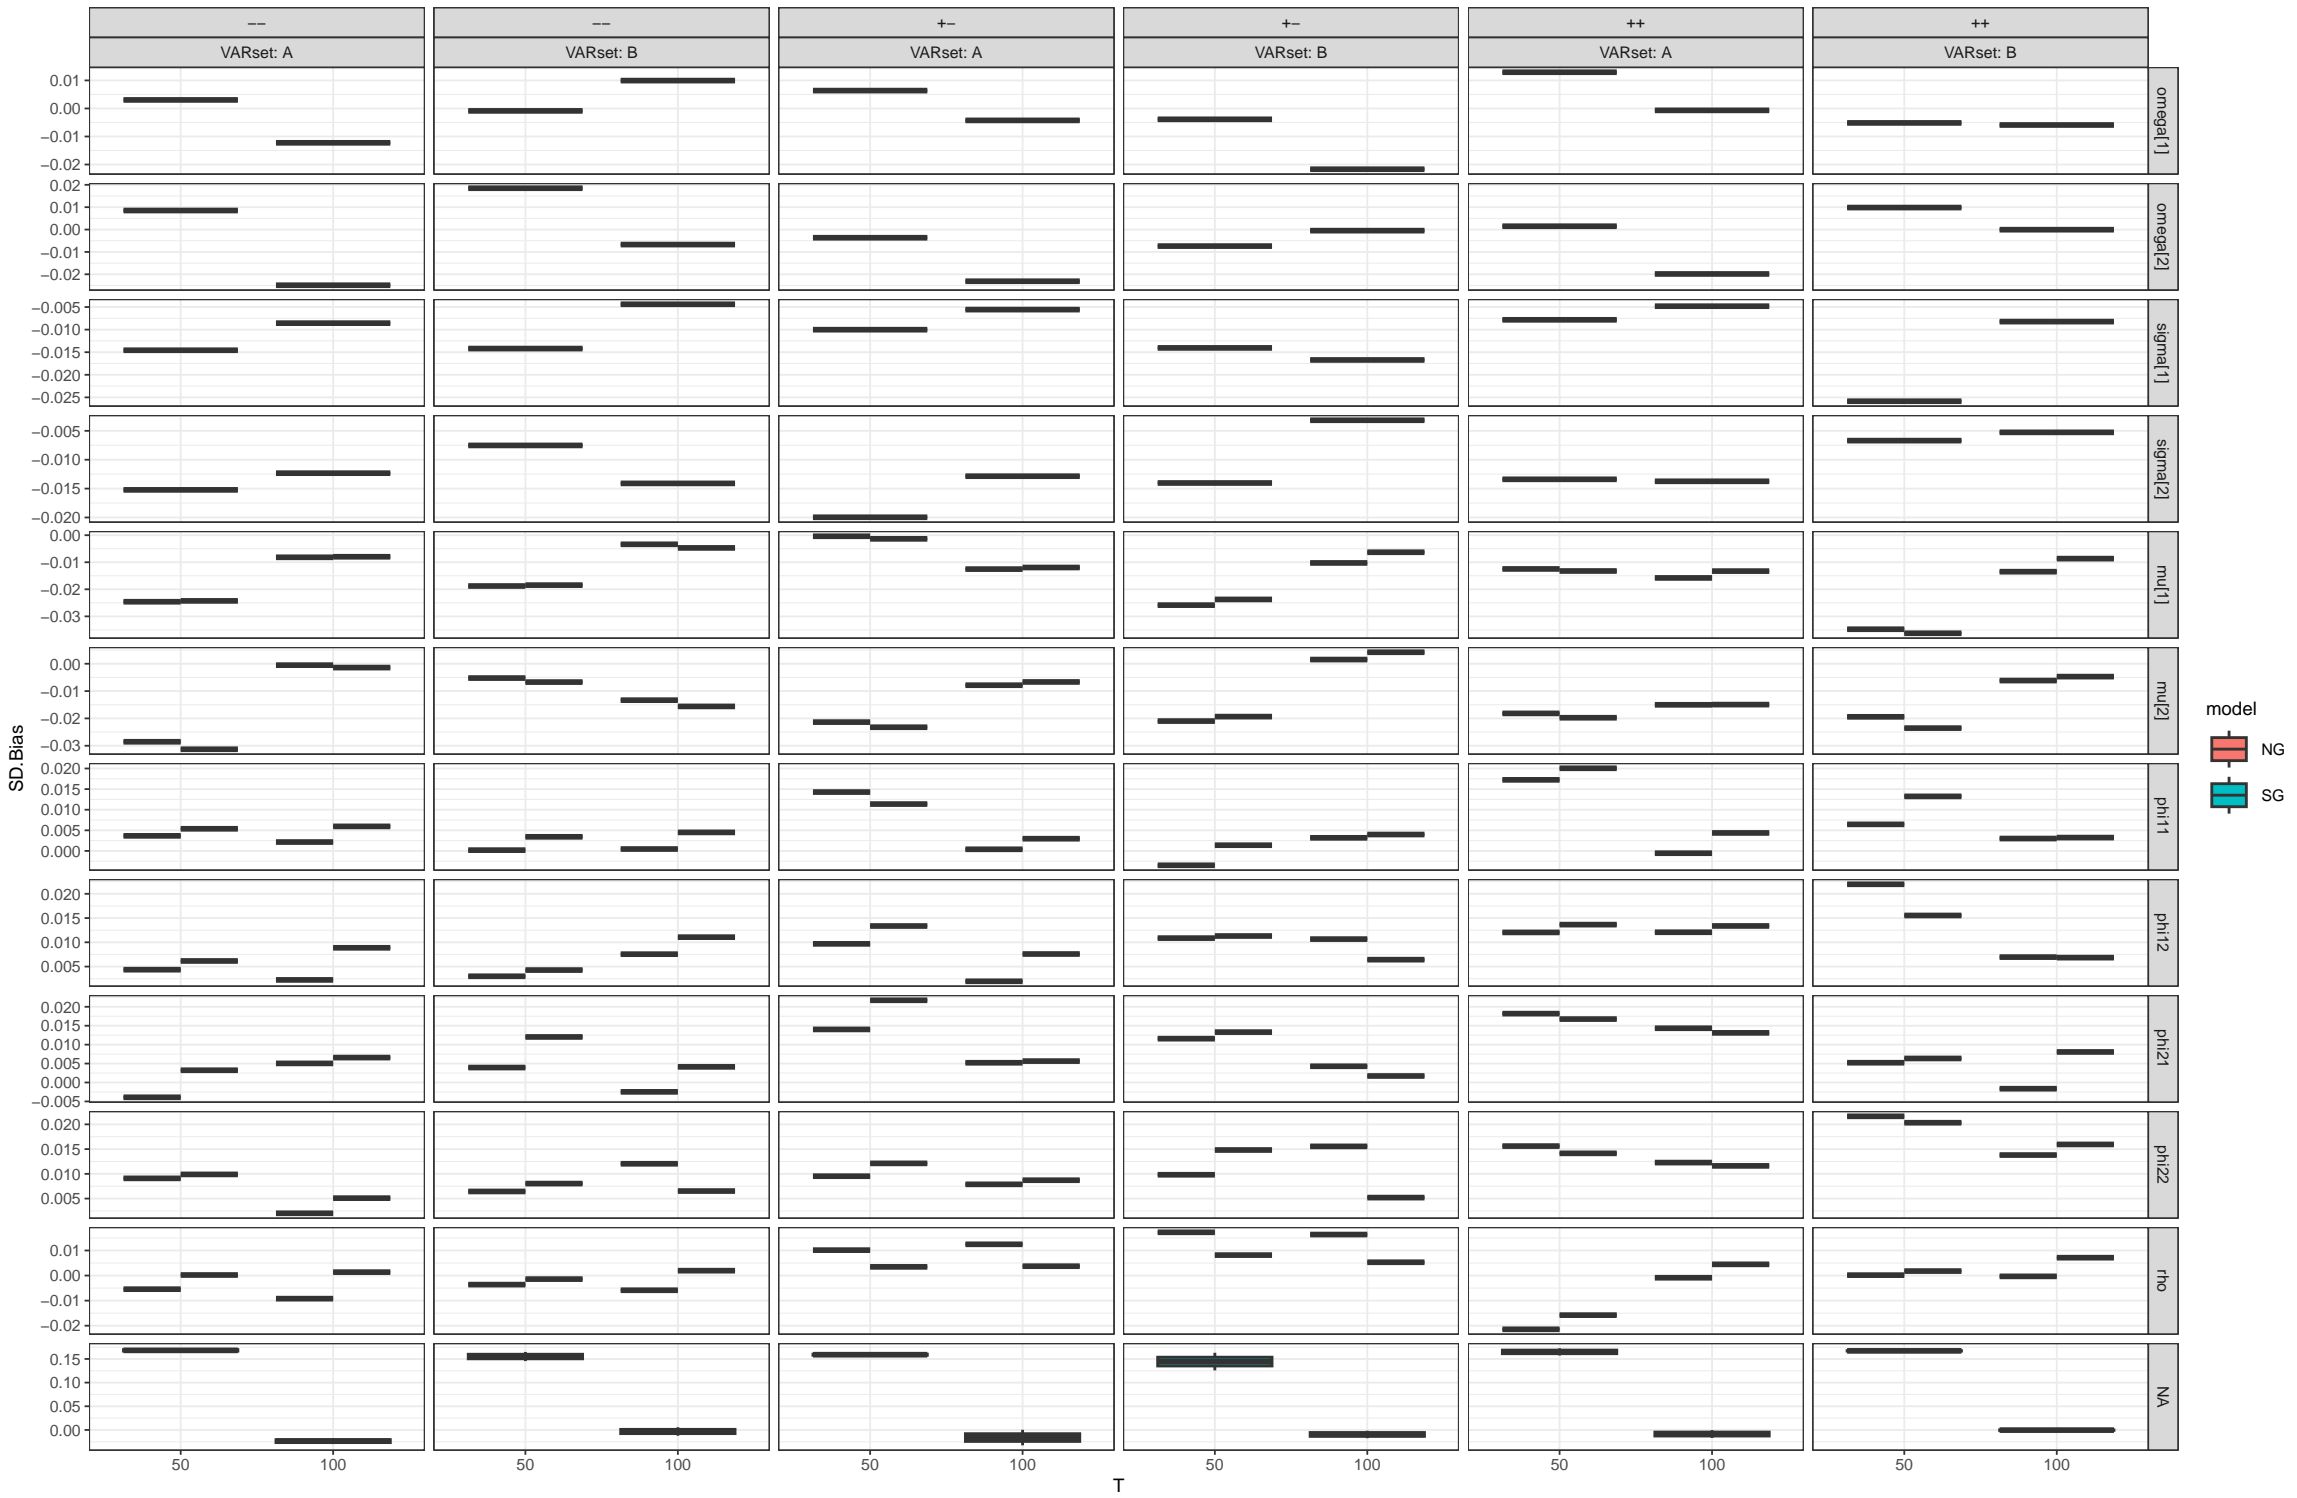 −− −− +− +− ++ ++
VARset: A VARset: B VARset: A VARset: B VARset: A VARset: B
0.01
0.00
−0.01
−0.02
omega[1]
0.02
0.01
0.00
−0.01
−0.02
omega[2]
−0.005
−0.010
−0.015
−0.020
−0.025
sigma[1]
−0.005
−0.010
−0.015
−0.020
sigma[2]
0.00
−0.01
−0.02
−0.03
mu[1]
0.00
−0.01
−0.02
−0.03
mu[2]
0.020
0.015
0.010
0.005
0.000
phi11
0.020
0.015
0.010
0.005
phi12
0.020
0.015
0.010
0.005
0.000
−0.005
phi21
0.020
0.015
0.010
0.005
phi22
0.01
0.00
−0.01
−0.02
rho
0.15
0.10
0.05
0.00
NA
50 100 50 100 50 100 50 100 50 100 50 100
T
SD.Bias
model
NG
SG